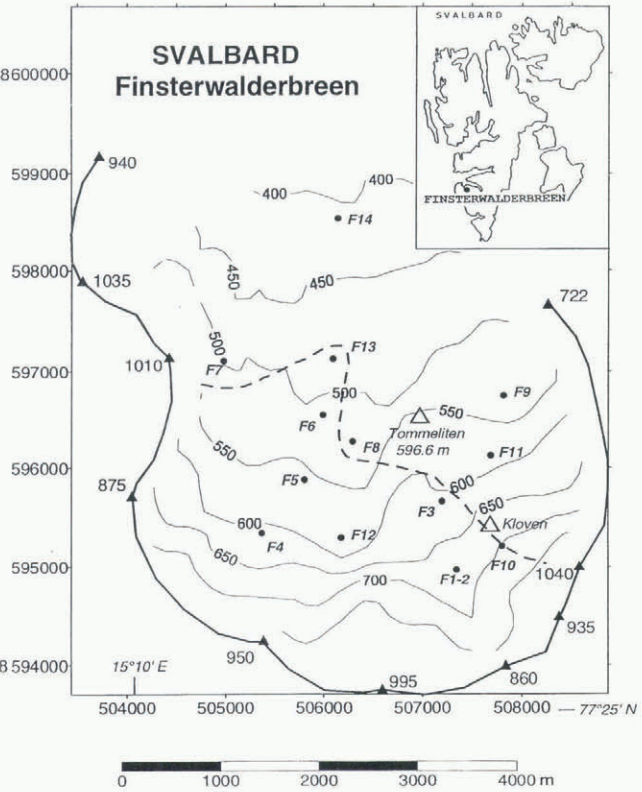 SVALBARD
SVALBARD
Finsterwalderbreen
8600000
599000
940
400
400
FINSTERWALDERBREEN
F14
598000
1035
450
450
722
500
F13
597000
1010
F7
500
F9
F6
550
Tommeliten
596.6 m
550
F8
F11
596000
F5
600
875
F3
650
Kloven
600
F4
F12
650
F10
595000
700
F1-2
1040
935
950
8 594000
15°10' E
995
860
504000
505000
506000
507000
508000
77°25' N
0
1000
2000
3000
4000 m